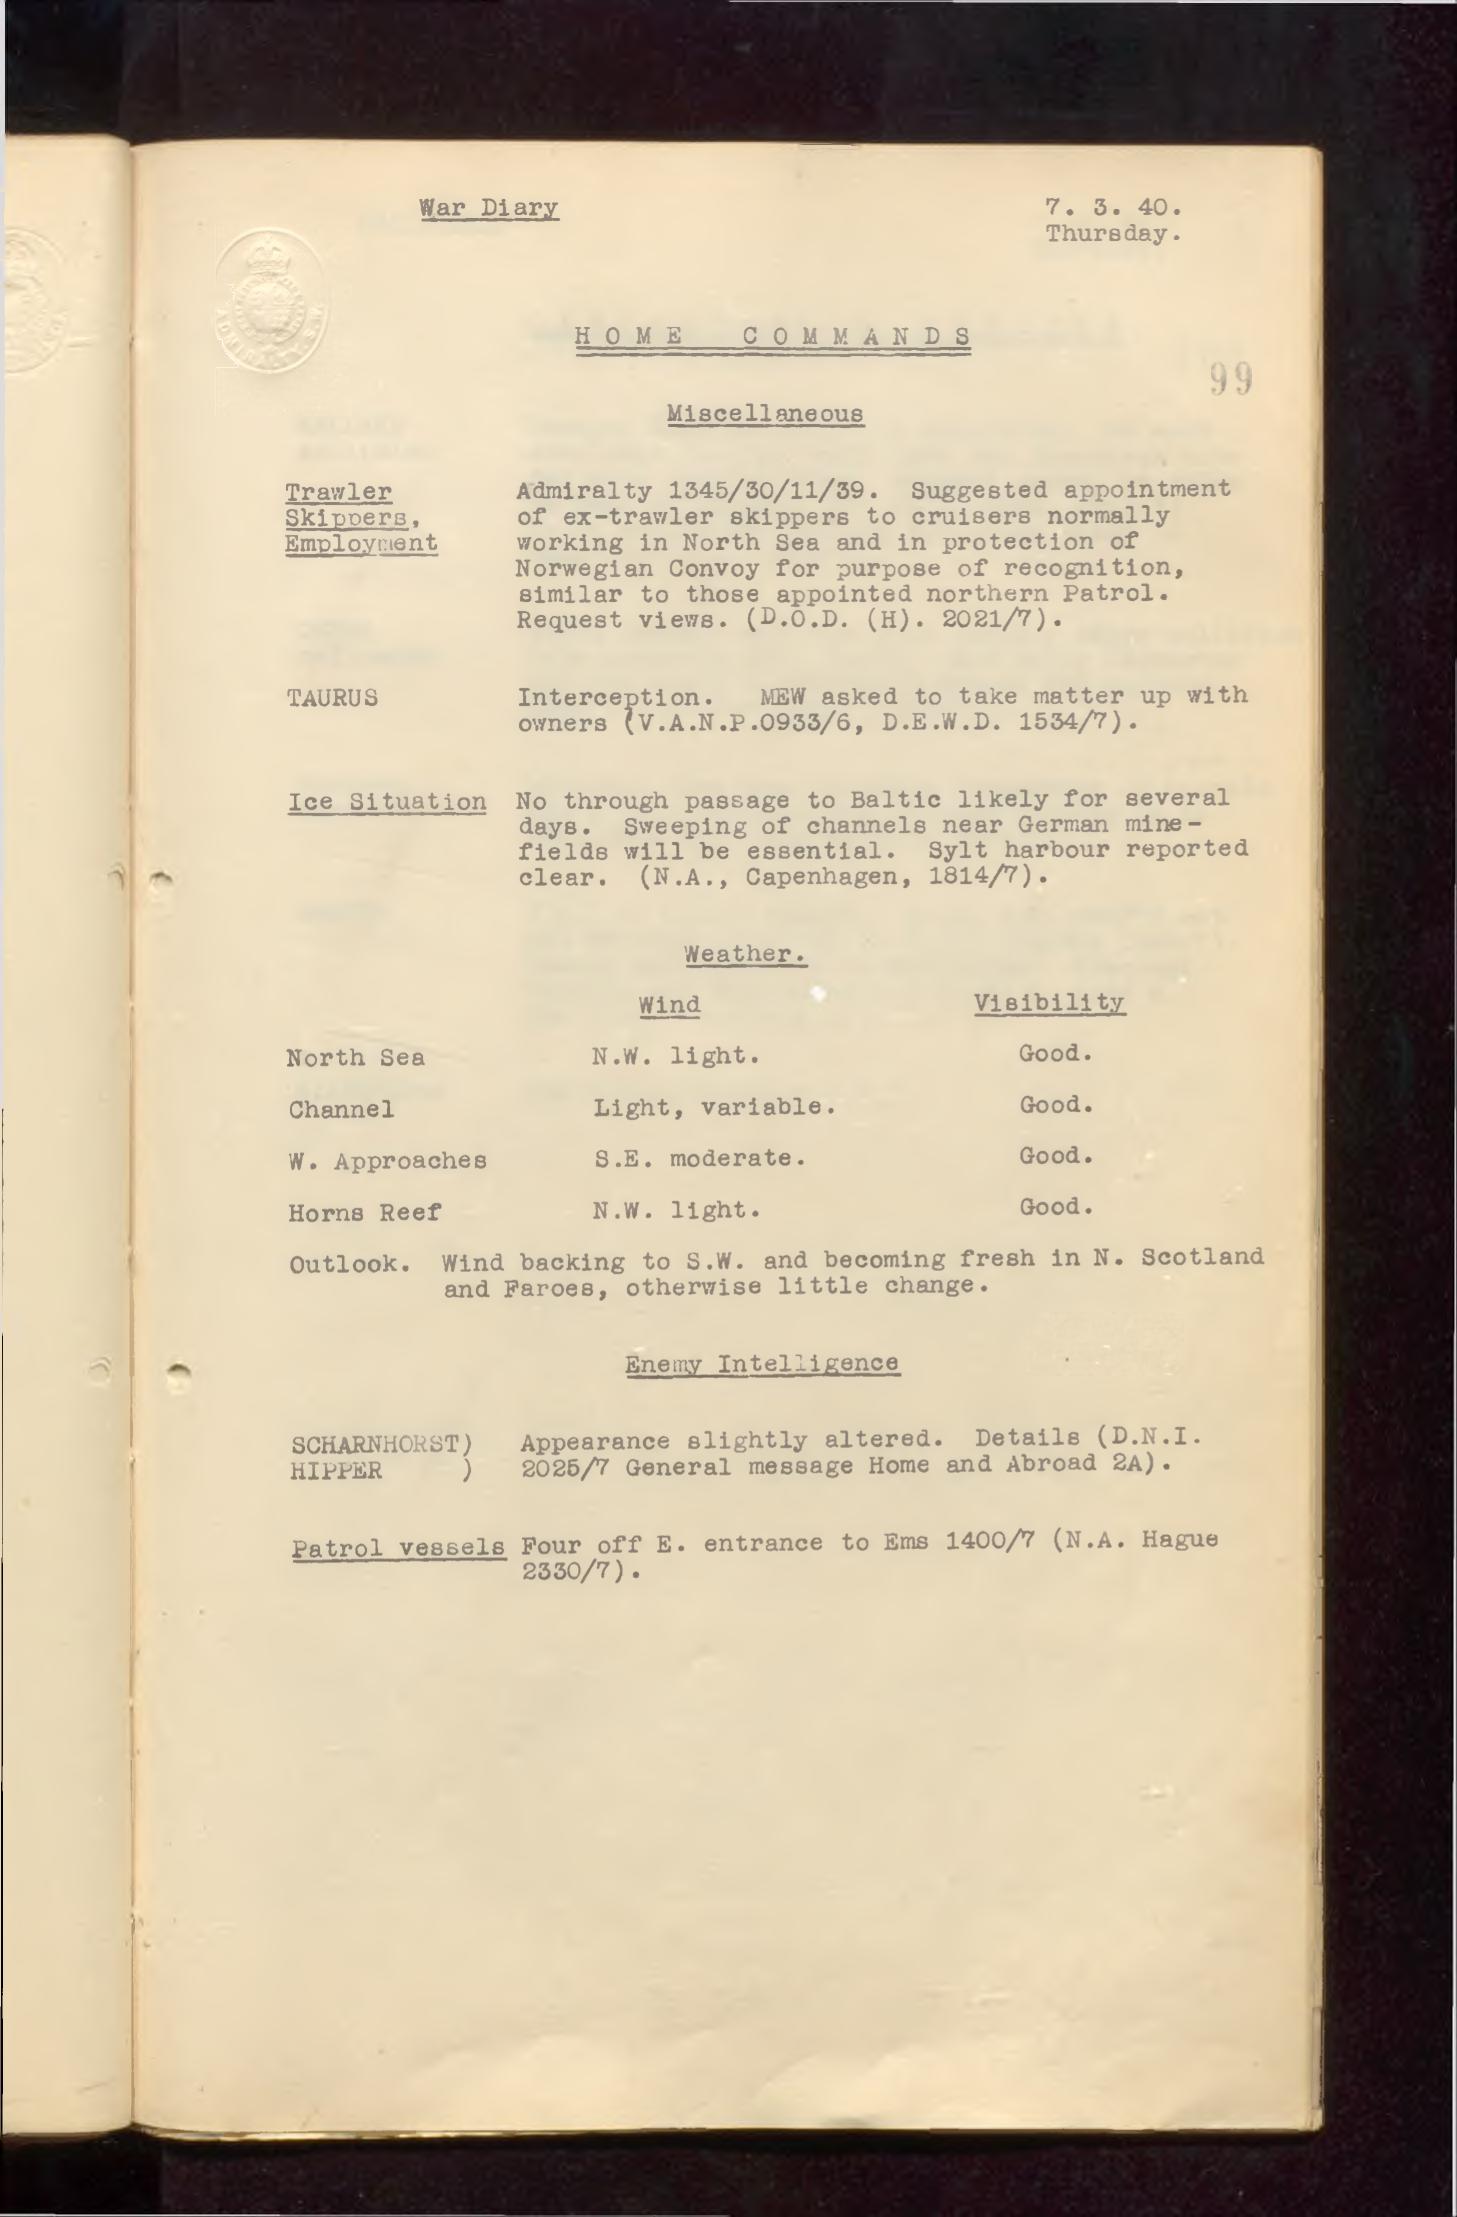 War Diary
7. 3. 40.
Thursday.
HOME COMMANDS
99
Miscellaneous
Trawler Skippers, Employment
Admiralty 1345/30/11/39. Suggested appointment
of ex-trawler skippers to cruisers normally
working in North Sea and in protection of
Norwegian Convoy for purpose of recognition,
similar to those appointed northern Patrol.
Request views. (D.O.D. (H). 2021/7).
TAURUS
Interception. MEW asked to take matter up with
owners (V.A.N.P.0933/6, D.E.W.D. 1534/7).
Ice Situation
No through passage to Baltic likely for several
days. Sweeping of channels near German mine-
fields will be essential. Sylt harbour reported
clear. (N.A., Capenhagen, 1814/7).
Weather.
Wind Visibility
North Sea N.W. light. Good.
Channel Light, variable. Good.
W. Approaches S.E. moderate. Good.
Horns Reef N.W. light. Good.
Outlook. Wind backing to S.W. and becoming fresh in N. Scotland
and Faroes, otherwise little change.
Enemy Intelligence
SCHARNHORST) Appearance slightly altered. Details (D.N.I.
HIPPER ) 2025/7 General message Home and Abroad 2A).
Patrol vessels Four off E. entrance to Ems 1400/7 (N.A. Hague
2330/7).